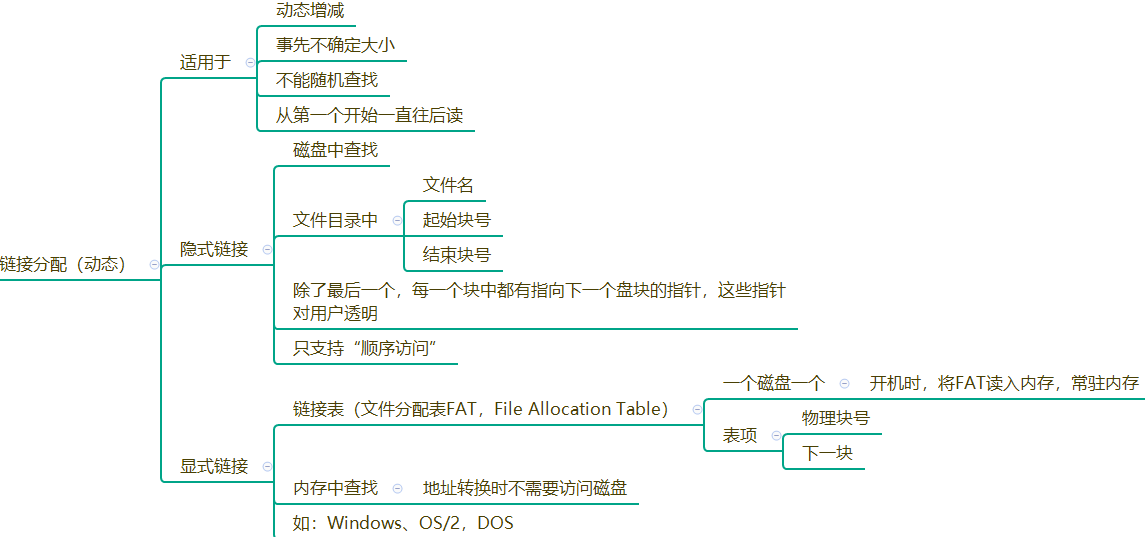 链接分配（动态）
适用于
动态增减
事先不确定大小
不能随机查找
从第一个开始一直往后读
隐式链接
磁盘中查找
文件目录中
文件名
起始块号
结束块号
除了最后一个，每一个块中都有指向下一个盘块的指针，这些指针
对用户透明
只支持“顺序访问”
显式链接
链接表（文件分配表FAT，File Allocation Table）
一个磁盘一个
开机时，将FAT读入内存，常驻内存
表项
物理块号
下一块
内存中查找
地址转换时不需要访问磁盘
如：Windows、OS/2，DOS